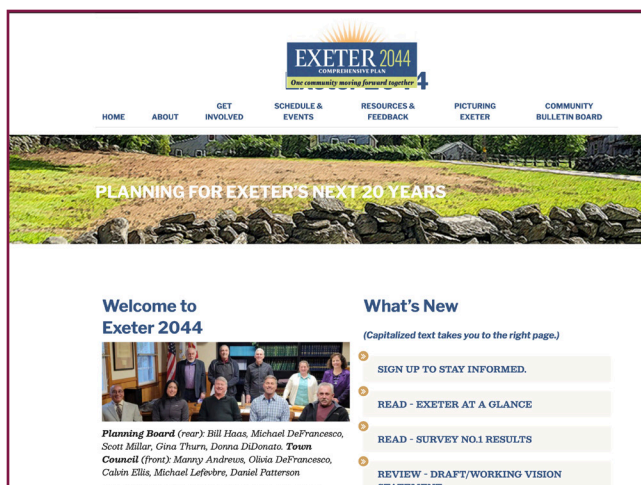 EXETER 2044
COMPREHENSIVE PLAN
One community moving forward together
HOME
ABOUT
GET
INVOLVED
SCHEDULE &
EVENTS
RESOURCES &
FEEDBACK
PICTURING
EXETER
COMMUNITY
BULLETIN BOARD
PLANNING FOR EXETER'S NEXT 20 YEARS
Welcome to
Exeter 2044
Planning Board (rear): Bill Haas, Michael DeFrancesco,
Scott Millar, Gina Thurn, Donna DiDonato. Town
Council (front): Manny Andrews, Olivia DeFrancesco,
Calvin Ellis, Michael Lefevbre, Daniel Patterson
What's New
(Capitalized text takes you to the right page.)
SIGN UP TO STAY INFORMED.
READ - EXETER AT A GLANCE
READ - SURVEY NO.1 RESULTS
REVIEW - DRAFT/WORKING VISION